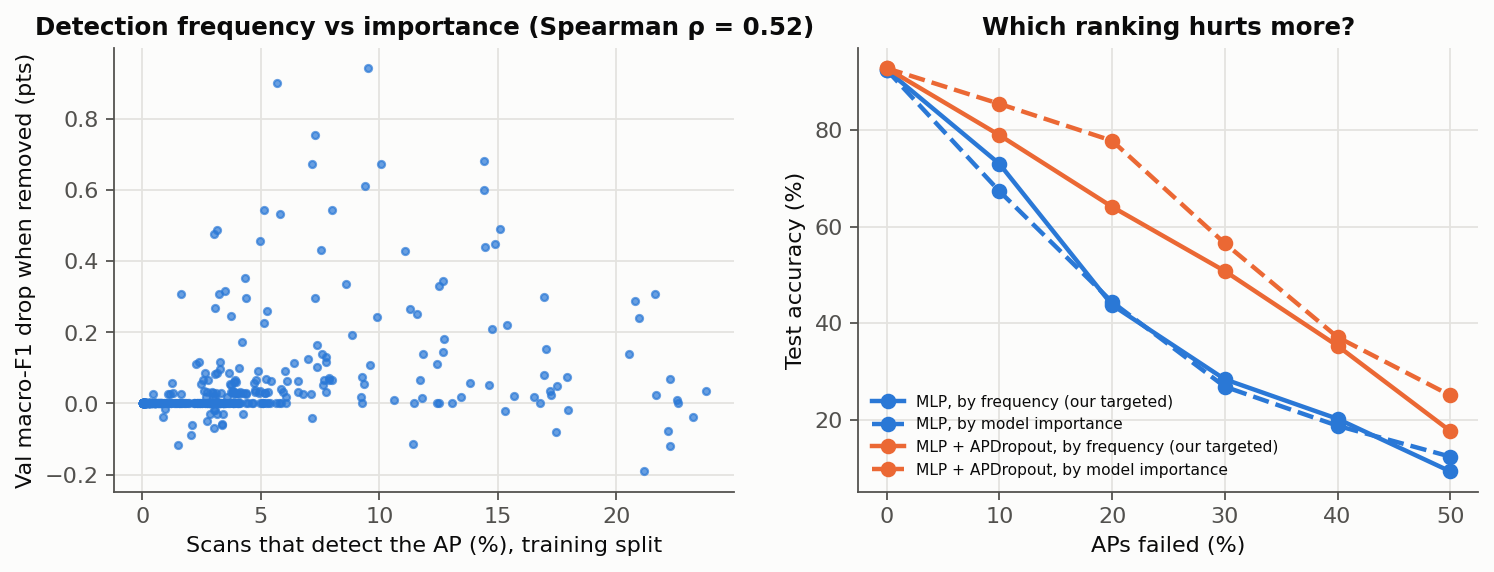 Detection frequency vs importance (Spearman ρ = 0.52)
Val macro-F1 drop when removed (pts)
0.8
0.6
0.4
0.2
0.0
−0.2
0
5
10
15
20
Scans that detect the AP (%), training split
Which ranking hurts more?
Test accuracy (%)
80
60
40
20
MLP, by frequency (our targeted)
MLP, by model importance
MLP + APDropout, by frequency (our targeted)
MLP + APDropout, by model importance
0
10
20
30
40
50
APs failed (%)